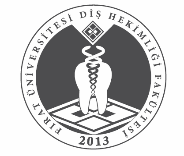 FIRAT ÜNİVERSİTESİ DİŞ HEKİMLİĞİ FAKÜLTESİ
2013